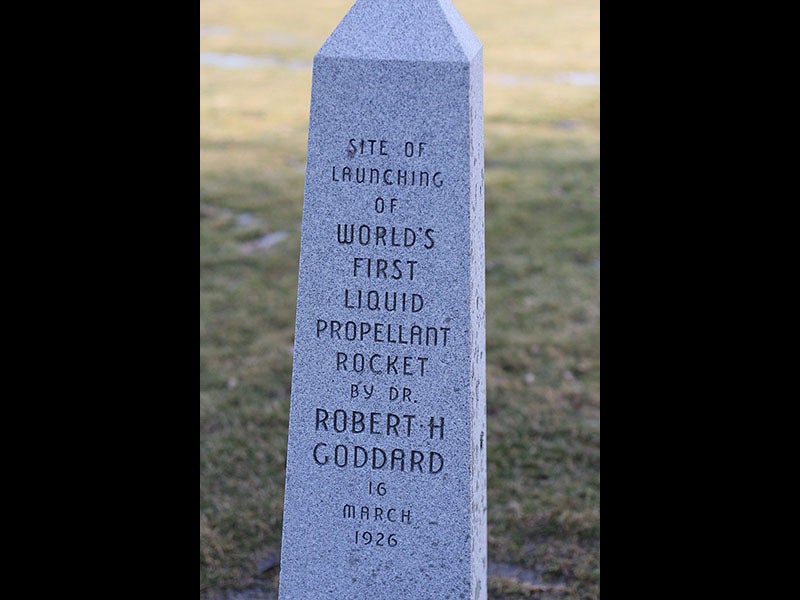 SITE OF
LAUNCHING
OF
WORLD'S
FIRST
LIQUID
PROPELLANT
ROCKET
BY DR.
ROBERT·H
GODDARD
16
MARCH
1926